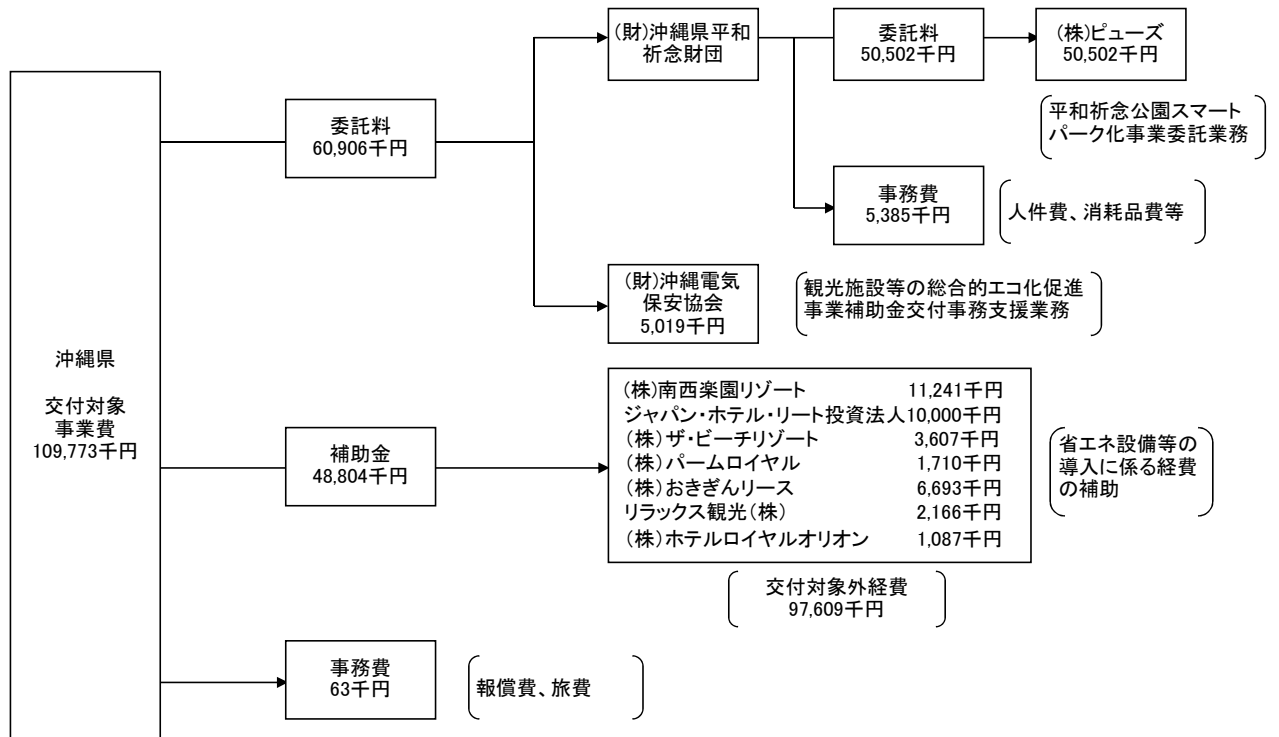 沖縄県
交付対象
事業費
109,773千円
委託料
60,906千円
(財)沖縄県平和
祈念財団
委託料
50,502千円
(株)ピューズ
50,502千円
平和祈念公園スマート
パーク化事業委託業務
事務費
5,385千円
人件費、消耗品費等
(財)沖縄電気
保安協会
5,019千円
観光施設等の総合的エコ化促進
事業補助金交付事務支援業務
補助金
48,804千円
(株)南西楽園リゾート 11,241千円
ジャパン・ホテル・リート投資法人10,000千円
(株)ザ・ビーチリゾート 3,607千円
(株)パームロイヤル 1,710千円
(株)おきぎんリース 6,693千円
リラックス観光(株) 2,166千円
(株)ホテルロイヤルオリオン 1,087千円
省エネ設備等の
導入に係る経費
の補助
交付対象外経費
97,609千円
事務費
63千円
報償費、旅費